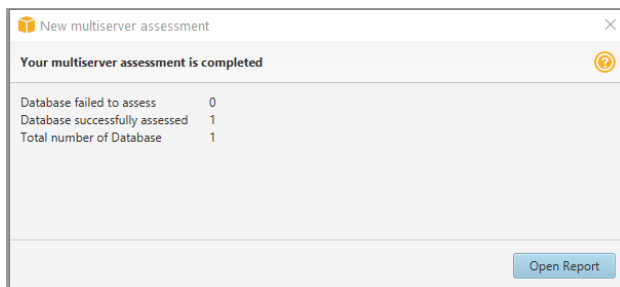 New multiserver assessment
Your multiserver assessment is completed
Database failed to assess 0
Database successfully assessed 1
Total number of Database 1
Open Report